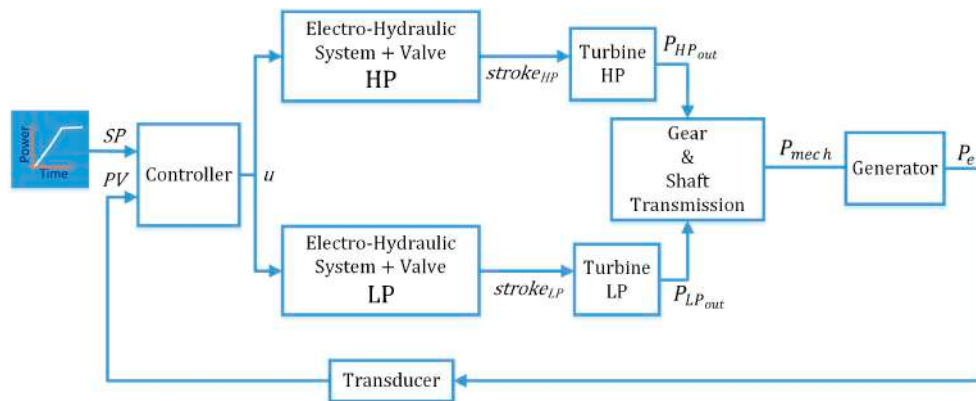 Electro-Hydraulic
System + Valve
HP
stroke_HP
Turbine
HP
P_HP_out
Power
Time
SP
PV
Controller
u
Gear
&
Shaft
Transmission
P_mech
Generator
P_e
Electro-Hydraulic
System + Valve
LP
stroke_LP
Turbine
LP
P_LP_out
Transducer